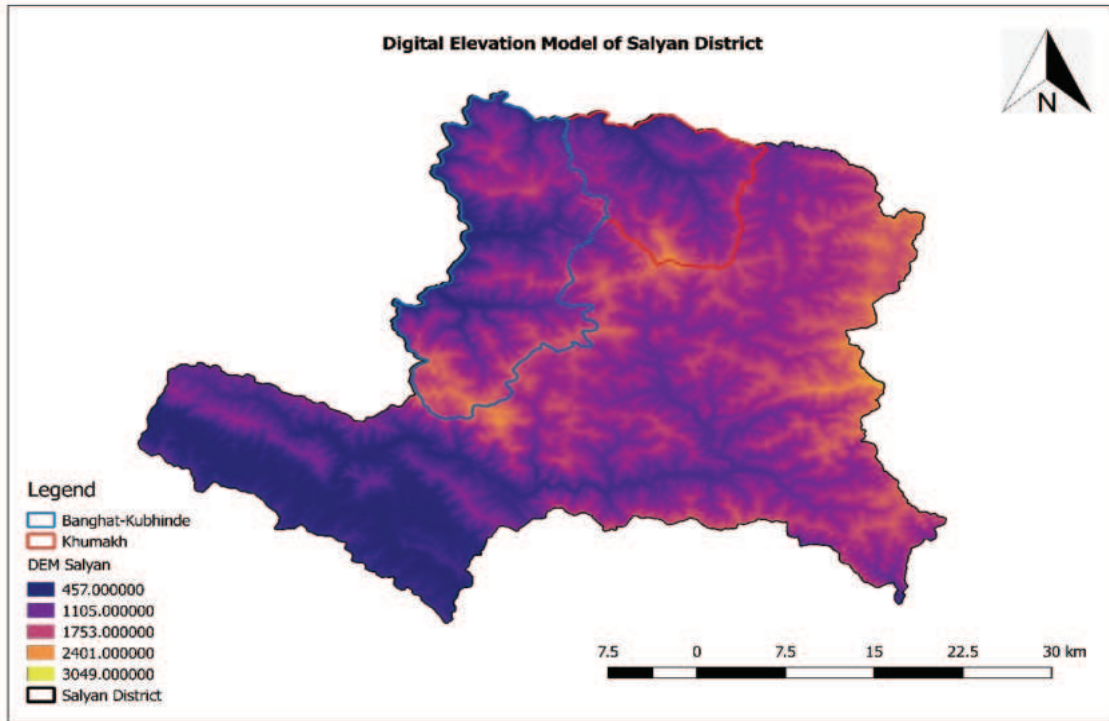 Digital Elevation Model of Salyan District
N
Legend
Banghat-Kubhinde
Khumakh
DEM Salyan
457.000000
1105.000000
1753.000000
2401.000000
3049.000000
Salyan District
7.5 0 7.5 15 22.5 30 km